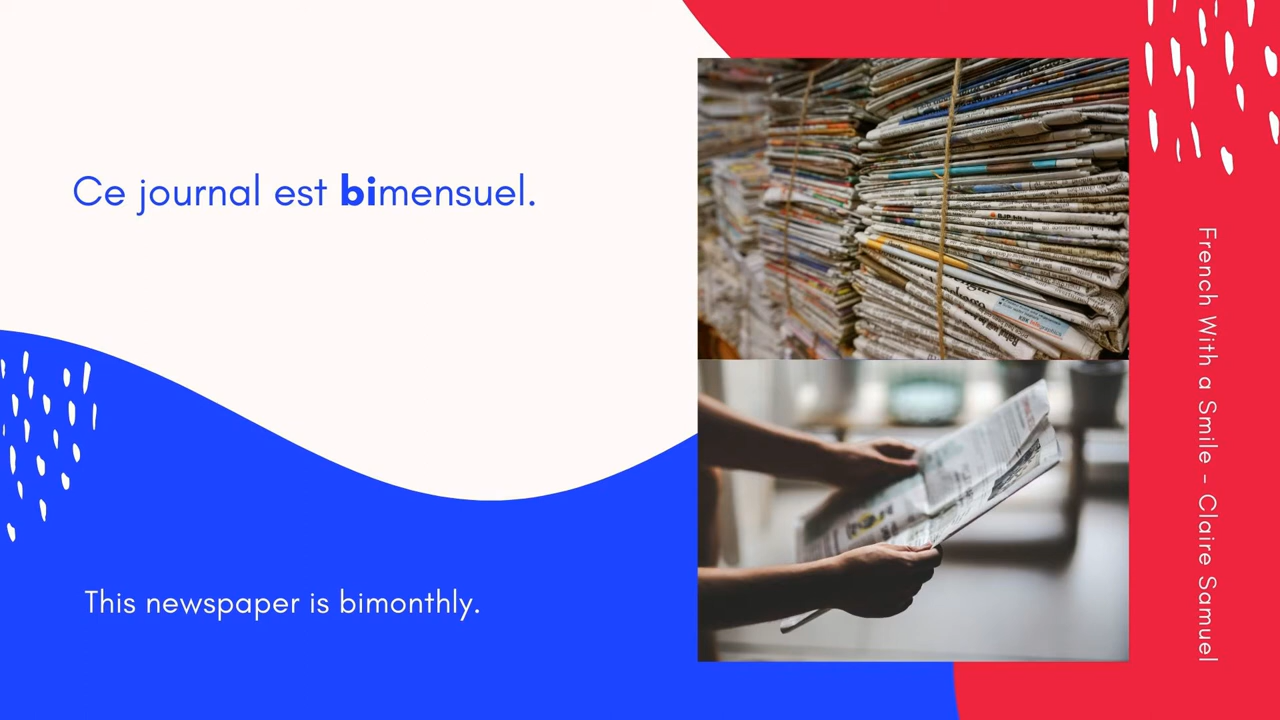 Ce journal est bimensuel.
This newspaper is bimonthly.
French With a Smile - Claire Samuel